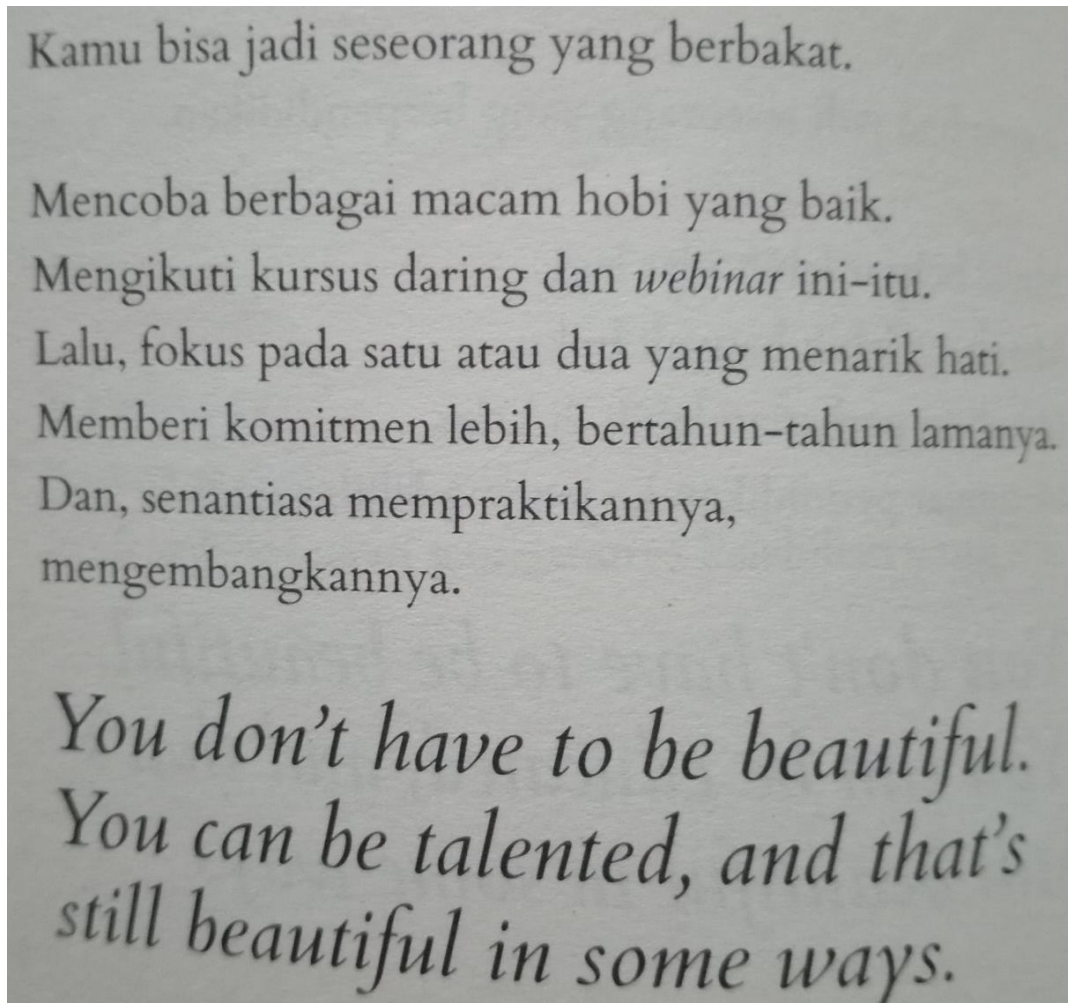 Kamu bisa jadi seseorang yang berbakat.
Mencoba berbagai macam hobi yang baik.
Mengikuti kursus daring dan webinar ini-itu.
Lalu, fokus pada satu atau dua yang menarik hati.
Memberi komitmen lebih, bertahun-tahun lamanya.
Dan, senantiasa mempraktikannya,
mengembangkannya.
You don't have to be beautiful.
You can be talented, and that's
still beautiful in some ways.